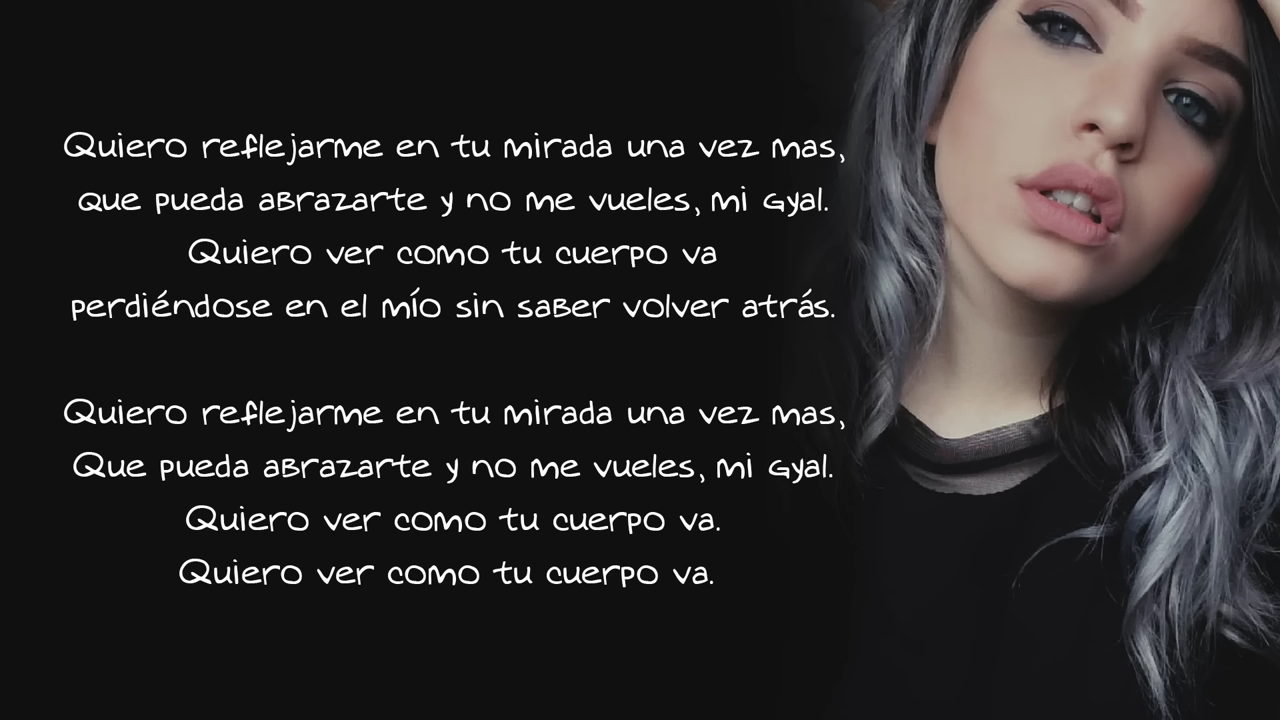 Quiero reflejarme en tu mirada una vez mas,
que pueda abrazarte y no me vueles, mi gyal.
Quiero ver como tu cuerpo va
perdiéndose en el mío sin saber volver atrás.
Quiero reflejarme en tu mirada una vez mas,
Que pueda abrazarte y no me vueles, mi gyal.
Quiero ver como tu cuerpo va.
Quiero ver como tu cuerpo va.